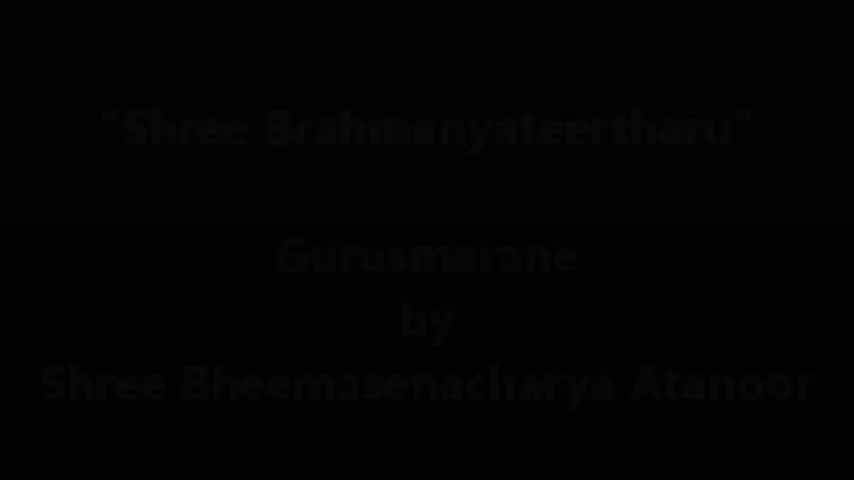 "Shree Brahmanyateertharu"
Gurusmarane
by
Shree Bheemasenacharya Atanoor